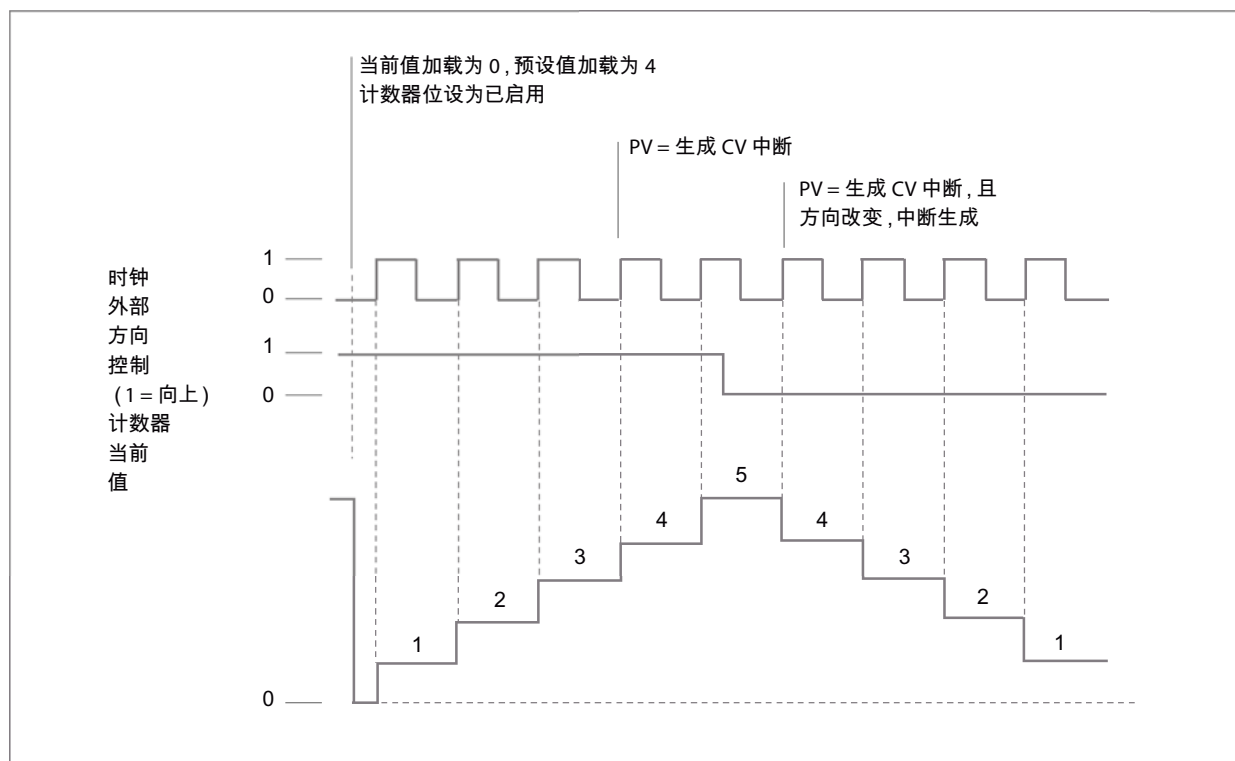 当前值加载为 0 , 预设值加载为 4
计数器位设为已启用
PV = 生成 CV 中断
PV = 生成 CV 中断 , 且
方向改变 , 中断生成
时钟
外部
方向
控制
( 1 = 向上 )
计数器
当前
值
1
0
1
0
0
1
2
3
4
5
4
3
2
1